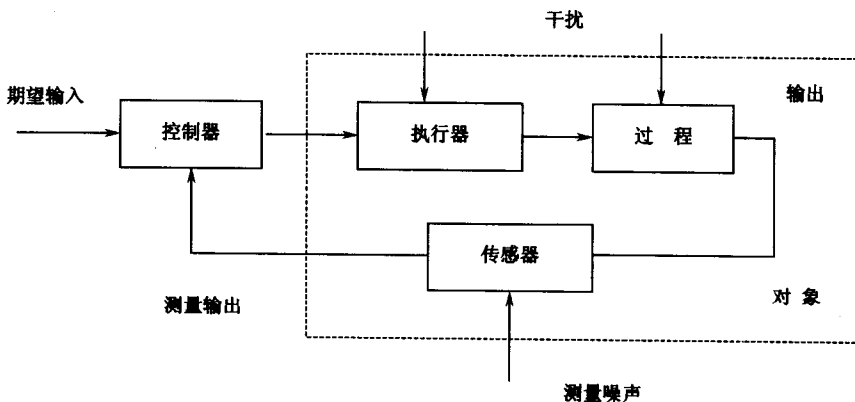 干扰
期望输入
输出
控制器
执行器
过 程
传感器
测量输出
对 象
测量噪声